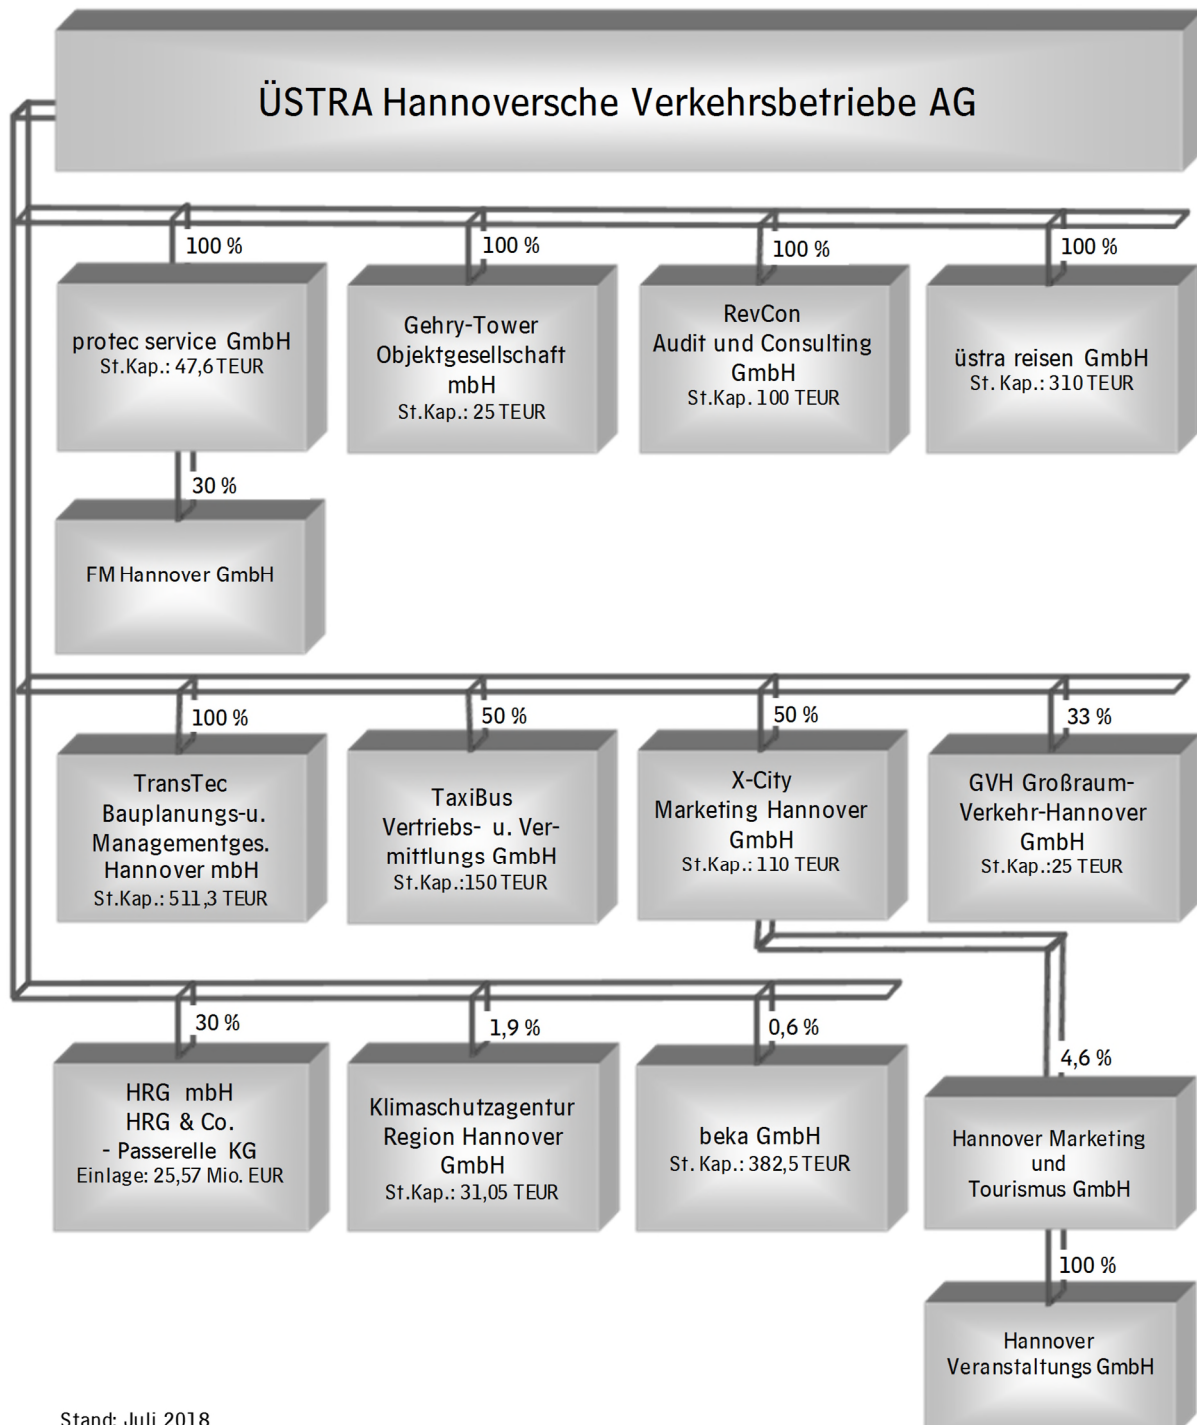 ÜSTRA Hannoversche Verkehrsbetriebe AG
100 %
100 %
100 %
100 %
protec service GmbH
St.Kap.: 47,6 TEUR
Gehry-Tower
Objektgesellschaft
mbH
St.Kap.: 25 TEUR
RevCon
Audit und Consulting
GmbH
St.Kap. 100 TEUR
üstra reisen GmbH
St. Kap.: 310 TEUR
30 %
FM Hannover GmbH
100 %
50 %
50 %
33 %
TransTec
Bauplanungs-u.
Managementges.
Hannover mbH
St.Kap.: 511,3 TEUR
TaxiBus
Vertriebs- u. Ver-
mittlungs GmbH
St.Kap.:150 TEUR
X-City
Marketing Hannover
GmbH
St.Kap.: 110 TEUR
GVH Großraum-
Verkehr-Hannover
GmbH
St.Kap.:25 TEUR
30 %
1,9 %
0,6 %
4,6 %
HRG mbH
HRG & Co.
- Passerelle KG
Einlage: 25,57 Mio. EUR
Klimaschutzagentur
Region Hannover
GmbH
St.Kap.: 31,05 TEUR
beka GmbH
St. Kap.: 382,5 TEUR
Hannover Marketing
und
Tourismus GmbH
100 %
Hannover
Veranstaltungs GmbH
Stand: Juli 2018